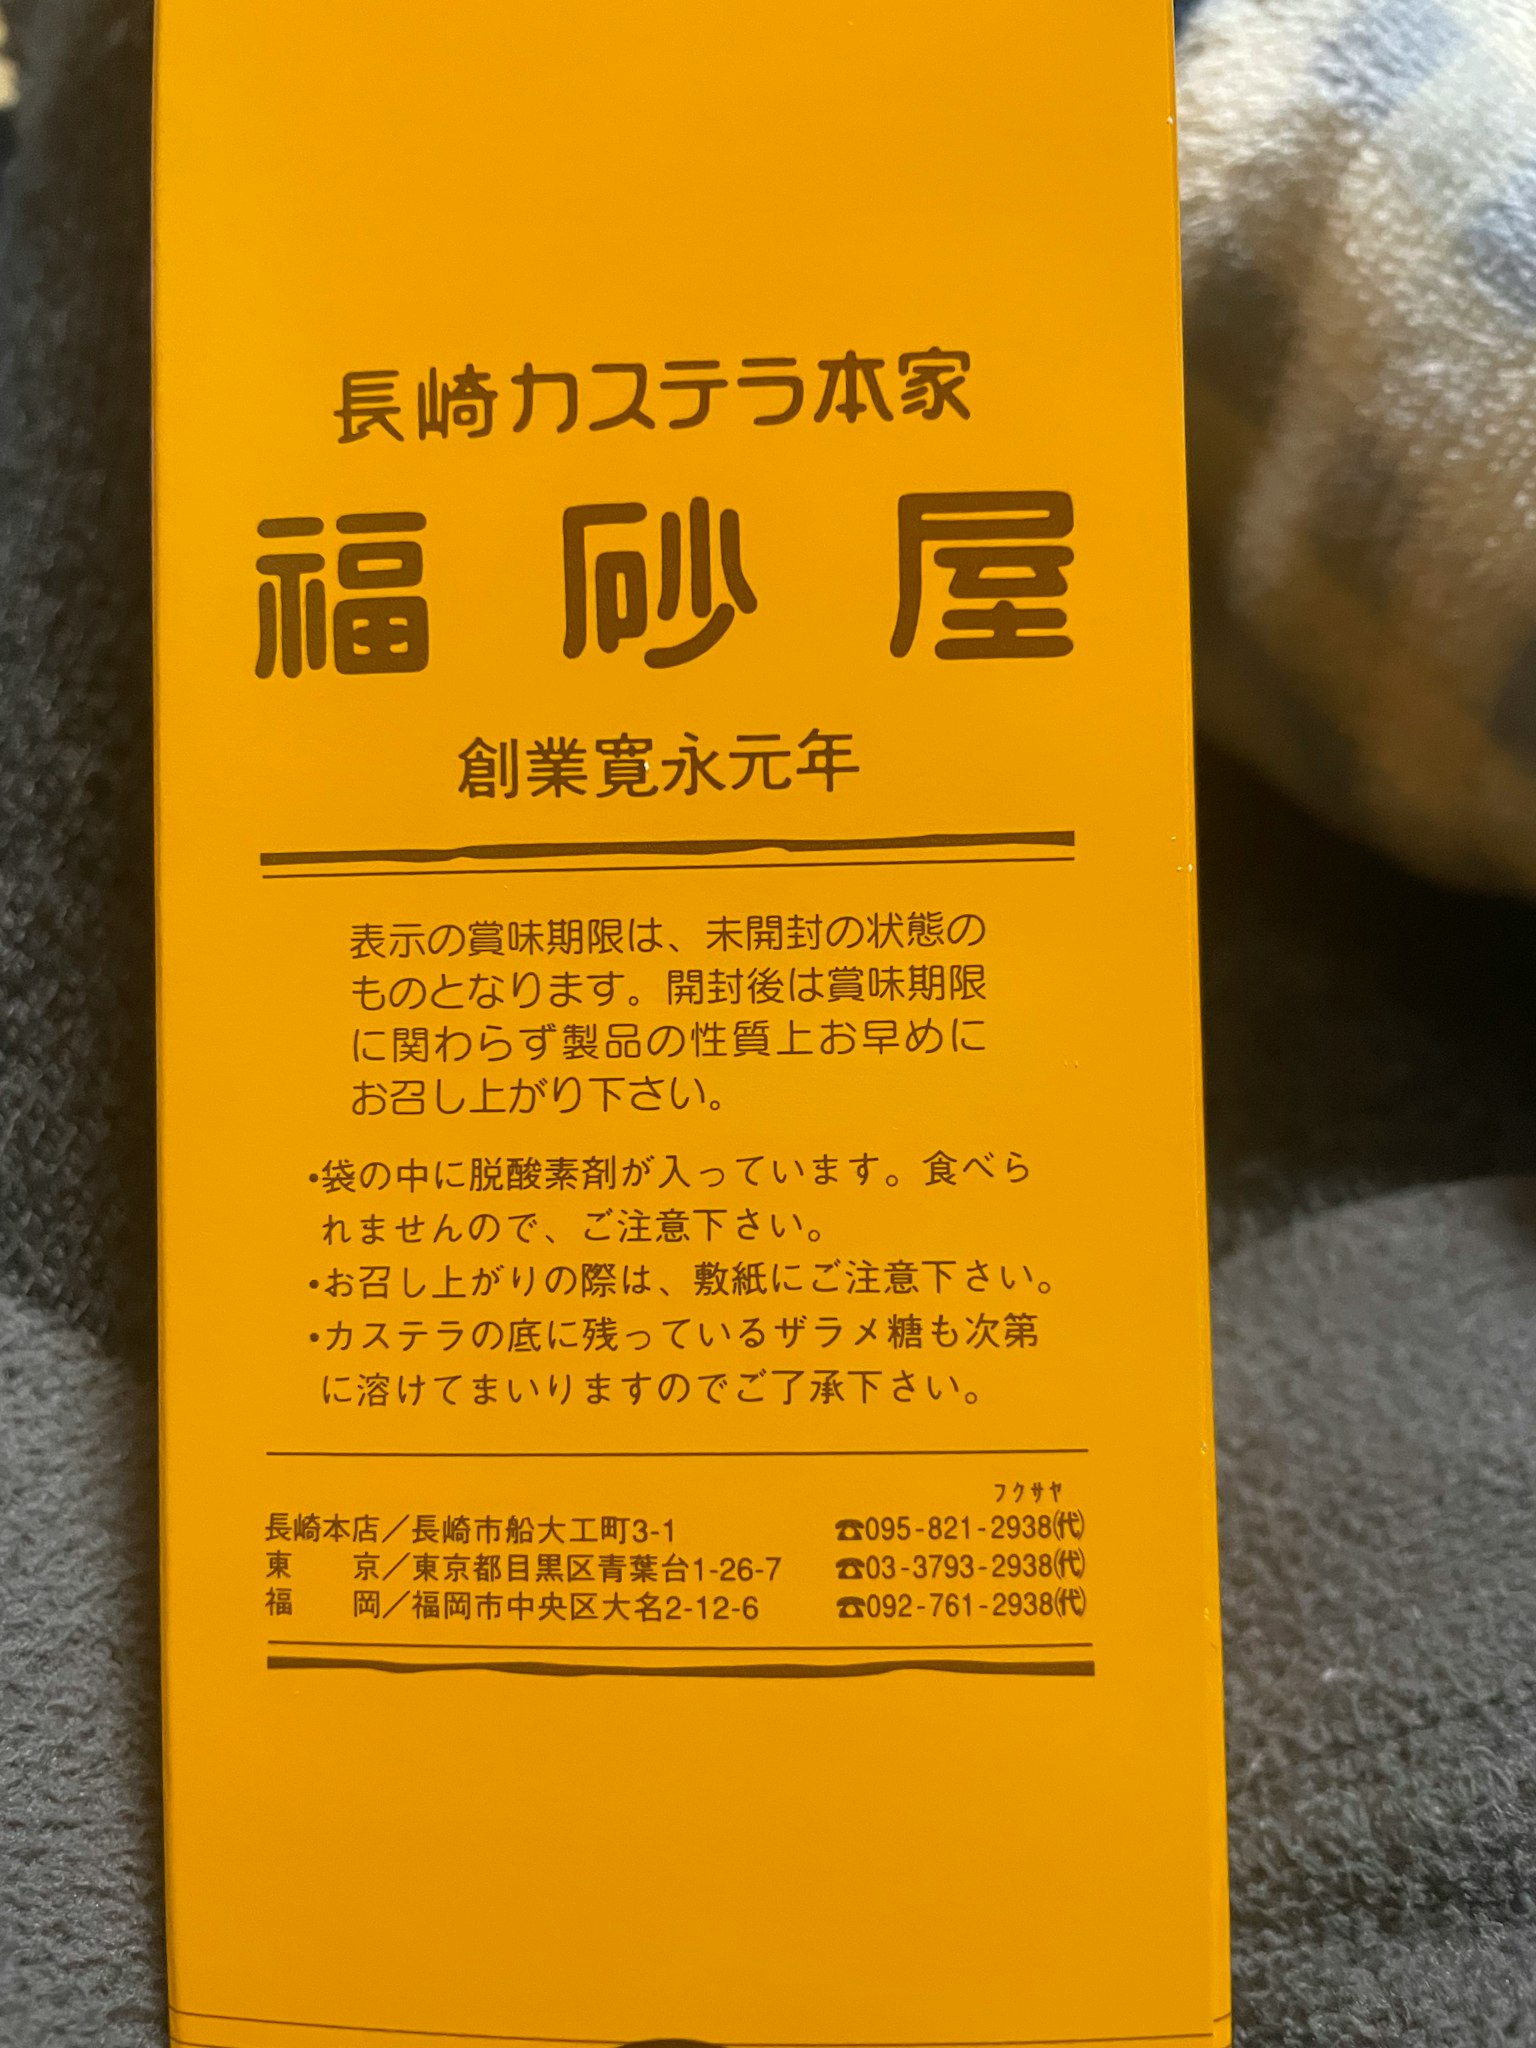 長崎カステラ本家
福砂屋
創業寛永元年
表示の賞味期限は、未開封の状態の
ものとなります。開封後は賞味期限
に関わらず製品の性質上お早めに
お召し上がり下さい。
•袋の中に脱酸素剤が入っています。食べら
れませんので、ご注意下さい。
•お召し上がりの際は、敷紙にご注意下さい。
•カステラの底に残っているザラメ糖も次第
に溶けてまいりますのでご了承下さい。
フクサヤ
長崎本店／長崎市船大工町3-1 ☎095-821-2938㈹
東京／東京都目黒区青葉台1-26-7 ☎03-3793-2938㈹
福岡／福岡市中央区大名2-12-6 ☎092-761-2938㈹